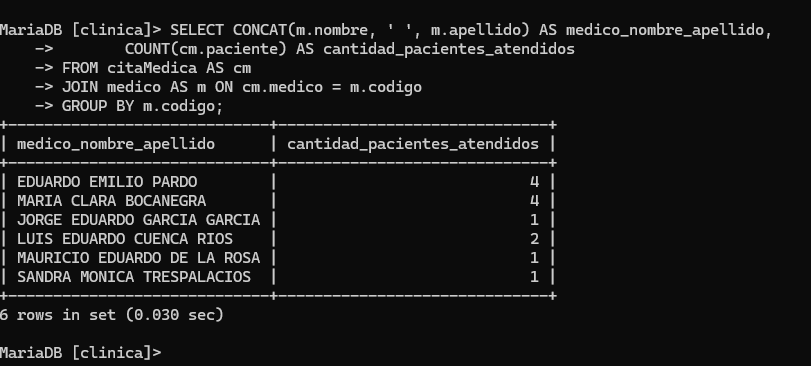 MariaDB [clinica]> SELECT CONCAT(m.nombre, ' ', m.apellido) AS medico_nombre_apellido,
    ->        COUNT(cm.paciente) AS cantidad_pacientes_atendidos
    -> FROM citaMedica AS cm
    -> JOIN medico AS m ON cm.medico = m.codigo
    -> GROUP BY m.codigo;
+----------------------------+------------------------------+
| medico_nombre_apellido     | cantidad_pacientes_atendidos |
+----------------------------+------------------------------+
| EDUARDO EMILIO PARDO       |                            4 |
| MARIA CLARA BOCANEGRA      |                            4 |
| JORGE EDUARDO GARCIA GARCIA |                            1 |
| LUIS EDUARDO CUENCA RIOS   |                            2 |
| MAURICIO EDUARDO DE LA ROSA |                            1 |
| SANDRA MONICA TRESPALACIOS |                            1 |
+----------------------------+------------------------------+
6 rows in set (0.030 sec)
MariaDB [clinica]>